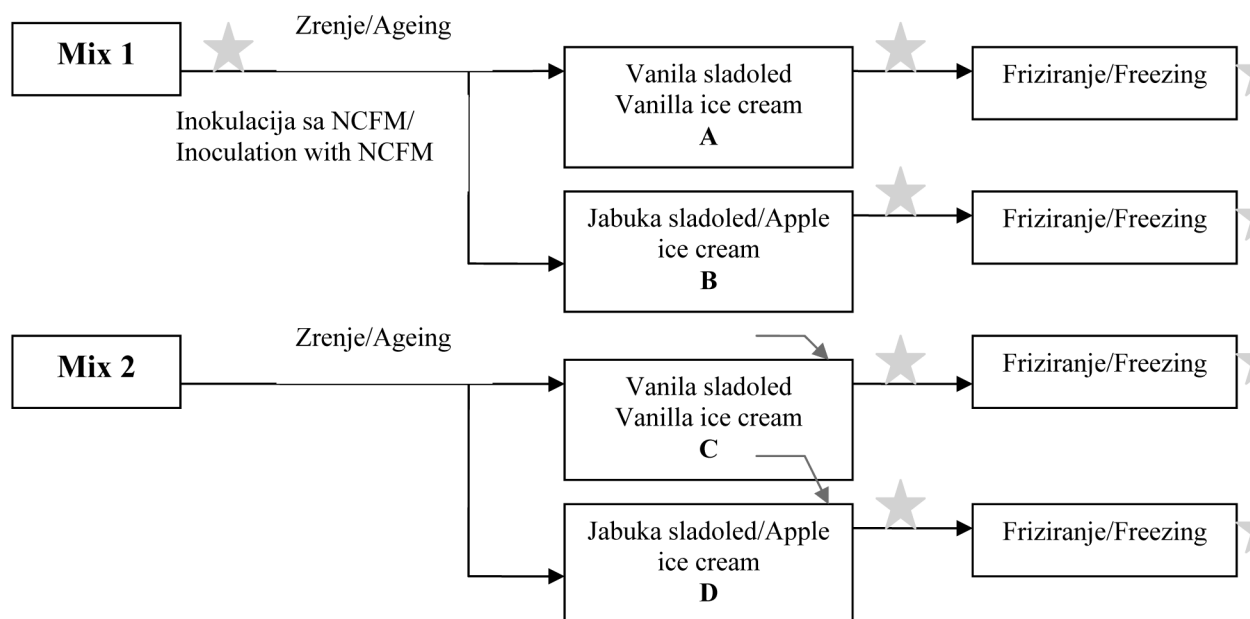 Mix 1
Zrenje/Ageing
Inokulacija sa NCFM/
Inoculation with NCFM
Vanila sladoled
Vanilla ice cream
A
Friziranje/Freezing
Jabuka sladoled/Apple
ice cream
B
Friziranje/Freezing
Mix 2
Zrenje/Ageing
Vanila sladoled
Vanilla ice cream
C
Friziranje/Freezing
Jabuka sladoled/Apple
ice cream
D
Friziranje/Freezing